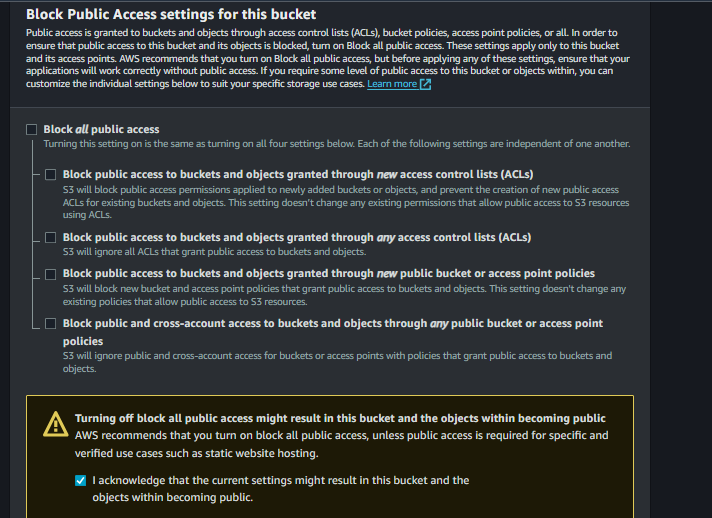 Block Public Access settings for this bucket
Public access is granted to buckets and objects through access control lists (ACLs), bucket policies, access point policies, or all. In order to
ensure that public access to this bucket and its objects is blocked, turn on Block all public access. These settings apply only to this bucket
and its access points. AWS recommends that you turn on Block all public access, but before applying any of these settings, ensure that your
applications will work correctly without public access. If you require some level of public access to this bucket or objects within, you can
customize the individual settings below to suit your specific storage use cases. Learn more
Block all public access
Turning this setting on is the same as turning on all four settings below. Each of the following settings are independent of one another.
Block public access to buckets and objects granted through new access control lists (ACLs)
S3 will block public access permissions applied to newly added buckets or objects, and prevent the creation of new public access
ACLs for existing buckets and objects. This setting doesn't change any existing permissions that allow public access to S3 resources
using ACLs.
Block public access to buckets and objects granted through any access control lists (ACLs)
S3 will ignore all ACLs that grant public access to buckets and objects.
Block public access to buckets and objects granted through new public bucket or access point policies
S3 will block new bucket and access point policies that grant public access to buckets and objects. This setting doesn't change any
existing policies that allow public access to S3 resources.
Block public and cross-account access to buckets and objects through any public bucket or access point
policies
S3 will ignore public and cross-account access for buckets or access points with policies that grant public access to buckets and
objects.
Turning off block all public access might result in this bucket and the objects within becoming public
AWS recommends that you turn on block all public access, unless public access is required for specific and
verified use cases such as static website hosting.
I acknowledge that the current settings might result in this bucket and the
objects within becoming public.